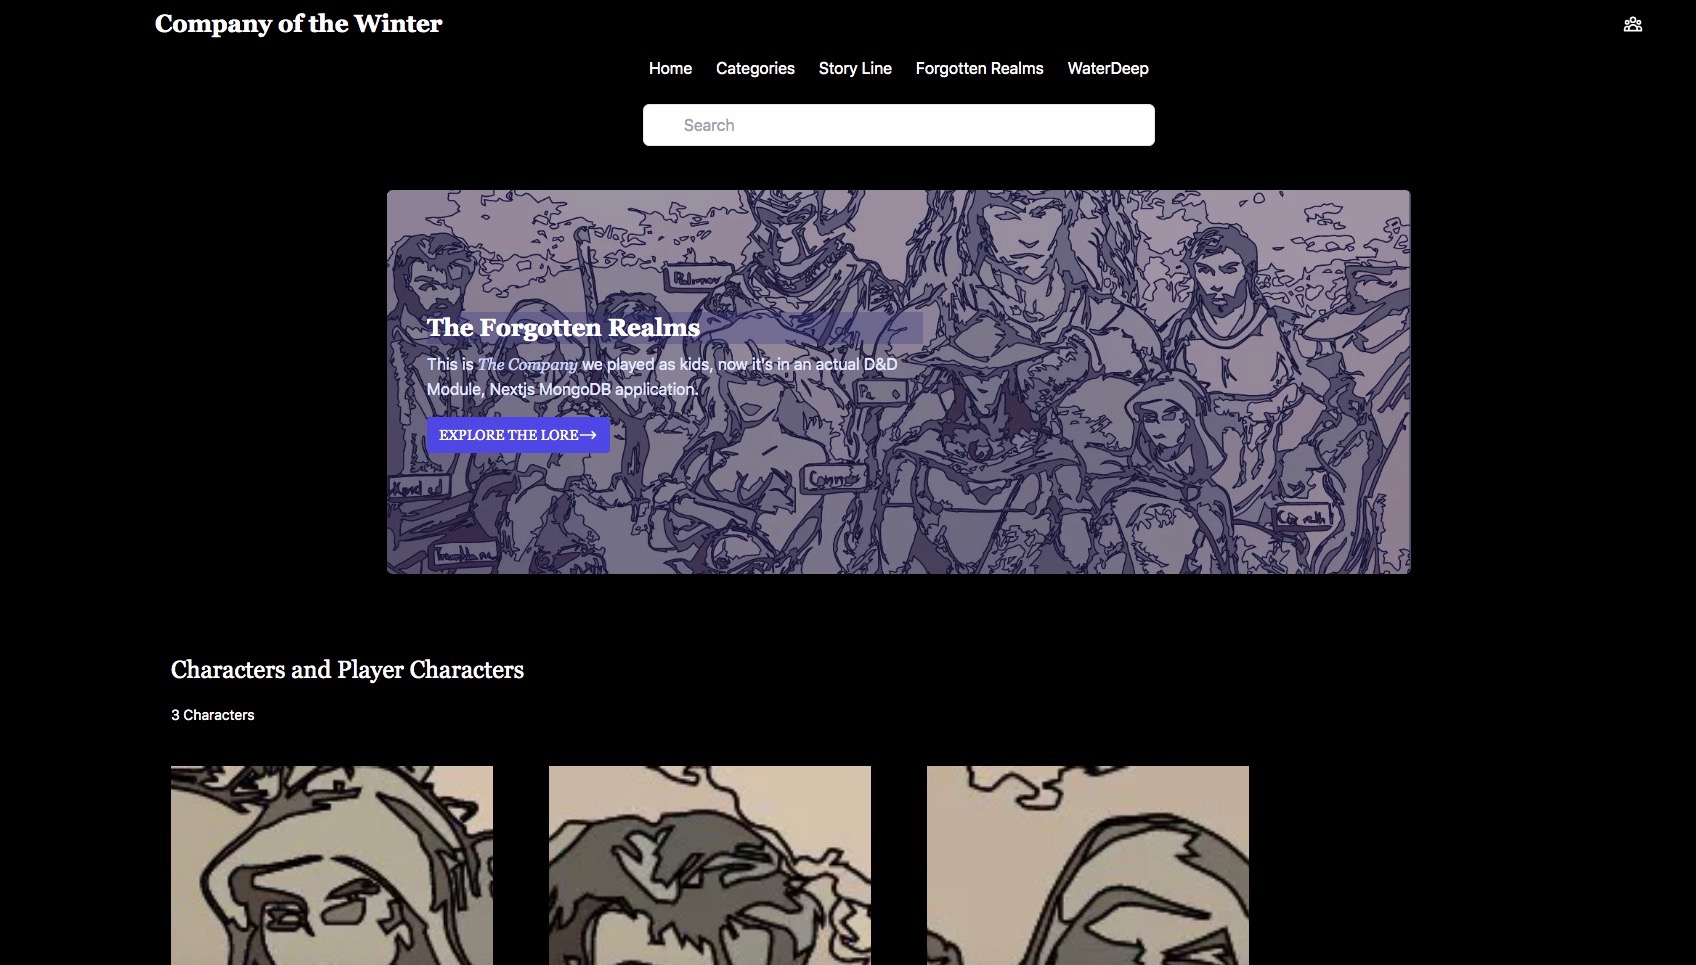 Company of the Winter
Home Categories Story Line Forgotten Realms WaterDeep
Search
The Forgotten Realms
This is The Company we played as kids, now it's in an actual D&D
Module, Nextjs MongoDB application.
EXPLORE THE LORE→
Characters and Player Characters
3 Characters